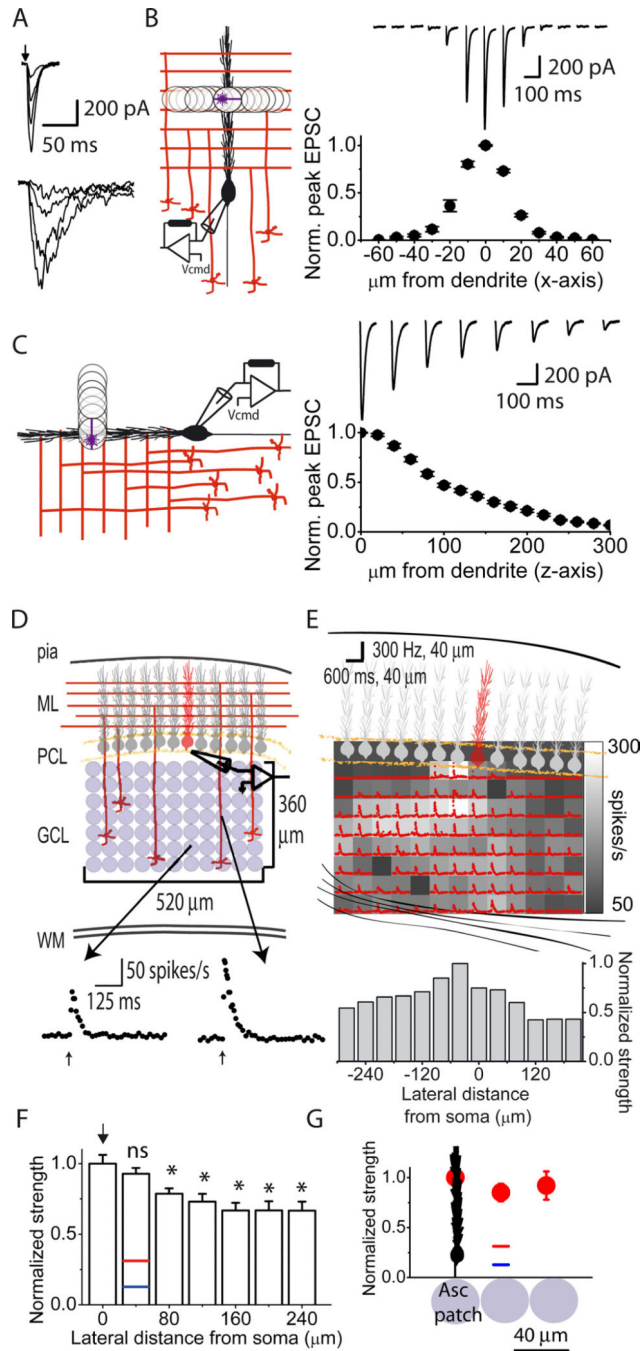 A
200 pA
50 ms
B
Vcmd
200 pA
100 ms
Norm. peak EPSC
1.0
0.5
0.0
-60 -40 -20 0 20 40 60
μm from dendrite (x-axis)
C
Vcmd
200 pA
100 ms
Norm. peak EPSC
1.0
0.5
0.0
0 100 200 300
μm from dendrite (z-axis)
D
pia
ML
PCL
GCL
WM
360
μm
520 μm
50 spikes/s
125 ms
E
300 Hz, 40 μm
600 ms, 40 μm
300
spikes/s
50
1.0
0.5
0.0
Normalized strength
-240 -120 0 120
Lateral distance
from soma (μm)
F
Normalized strength
1.0
0.5
0.0
ns
* * * * *
0 80 160 240
Lateral distance from soma (μm)
G
Normalized strength
1.0
0.5
0.0
Asc
patch
40 μm